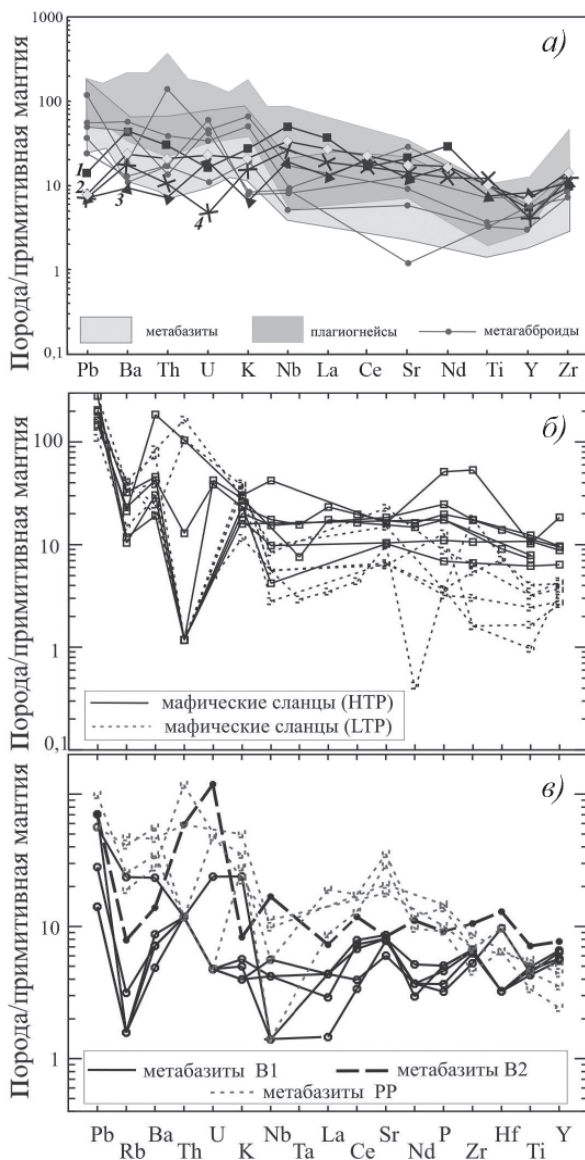 а)
Порода/примитивная мантия
1000
100
10
1
0,1
1
2
3
4
метабазиты
плагиогнейсы
метагабброиды
Pb Ba Th U K Nb La Ce Sr Nd Ti Y Zr
б)
Порода/примитивная мантия
100
10
1
0,1
мафические сланцы (HTP)
мафические сланцы (LTP)
в)
Порода/примитивная мантия
10
1
метабазиты B1
метабазиты B2
метабазиты PP
Pb Ba U Nb La Sr P Hf Y
Rb Th K Ta Ce Nd Zr Ti